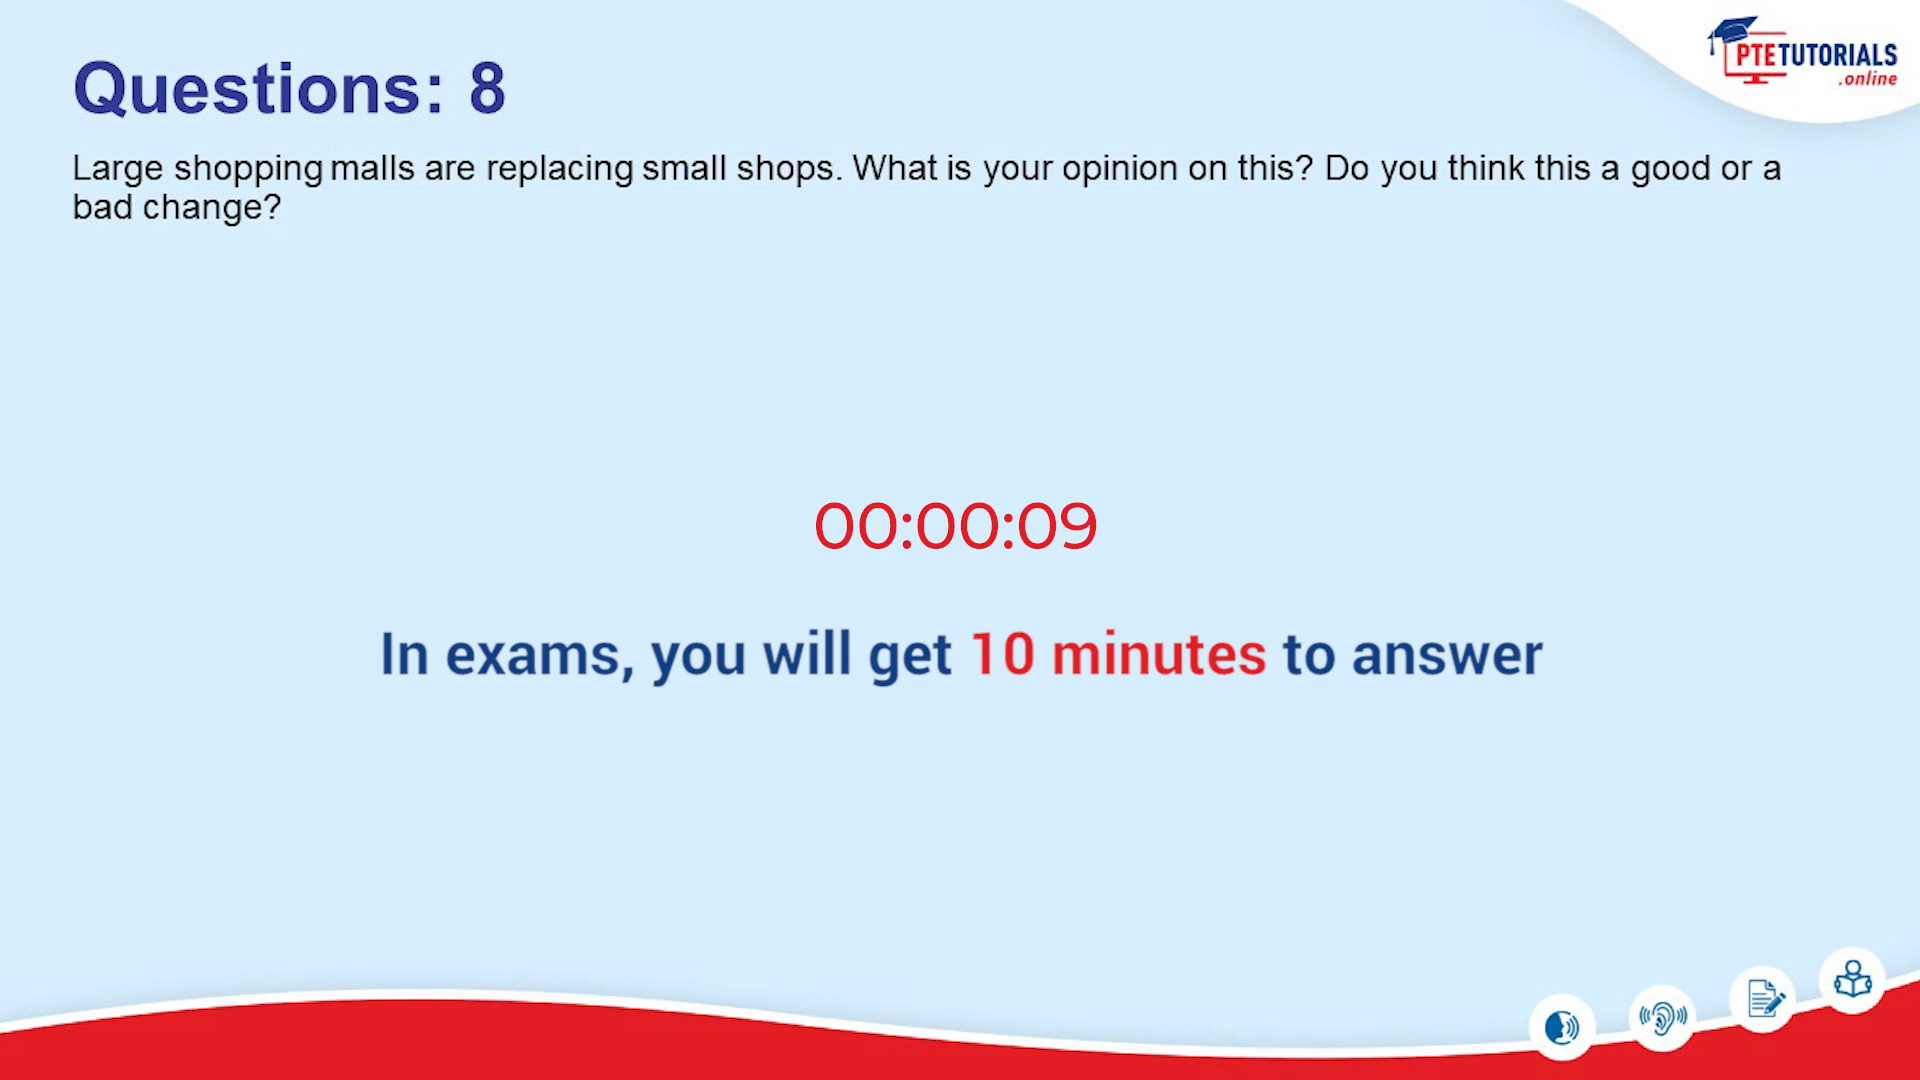 PTETUTORIALS
.online
Questions: 8
Large shopping malls are replacing small shops. What is your opinion on this? Do you think this a good or a
bad change?
00:00:09
In exams, you will get 10 minutes to answer